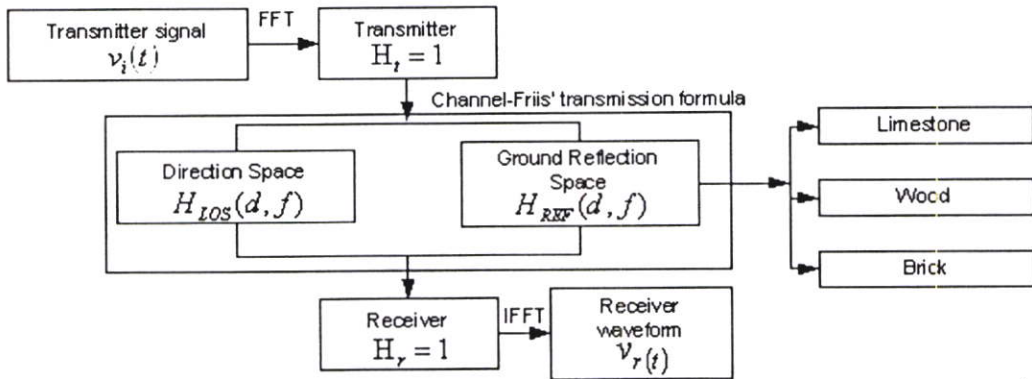 Transmitter signal
v_i(t)
FFT
Transmitter
H_t = 1
Channel-Friis' transmission formula
Direction Space
H_LOS(d, f)
Ground Reflection
Space
H_REF(d, f)
Limestone
Wood
Brick
Receiver
H_r = 1
IFFT
Receiver
waveform
v_r(t)